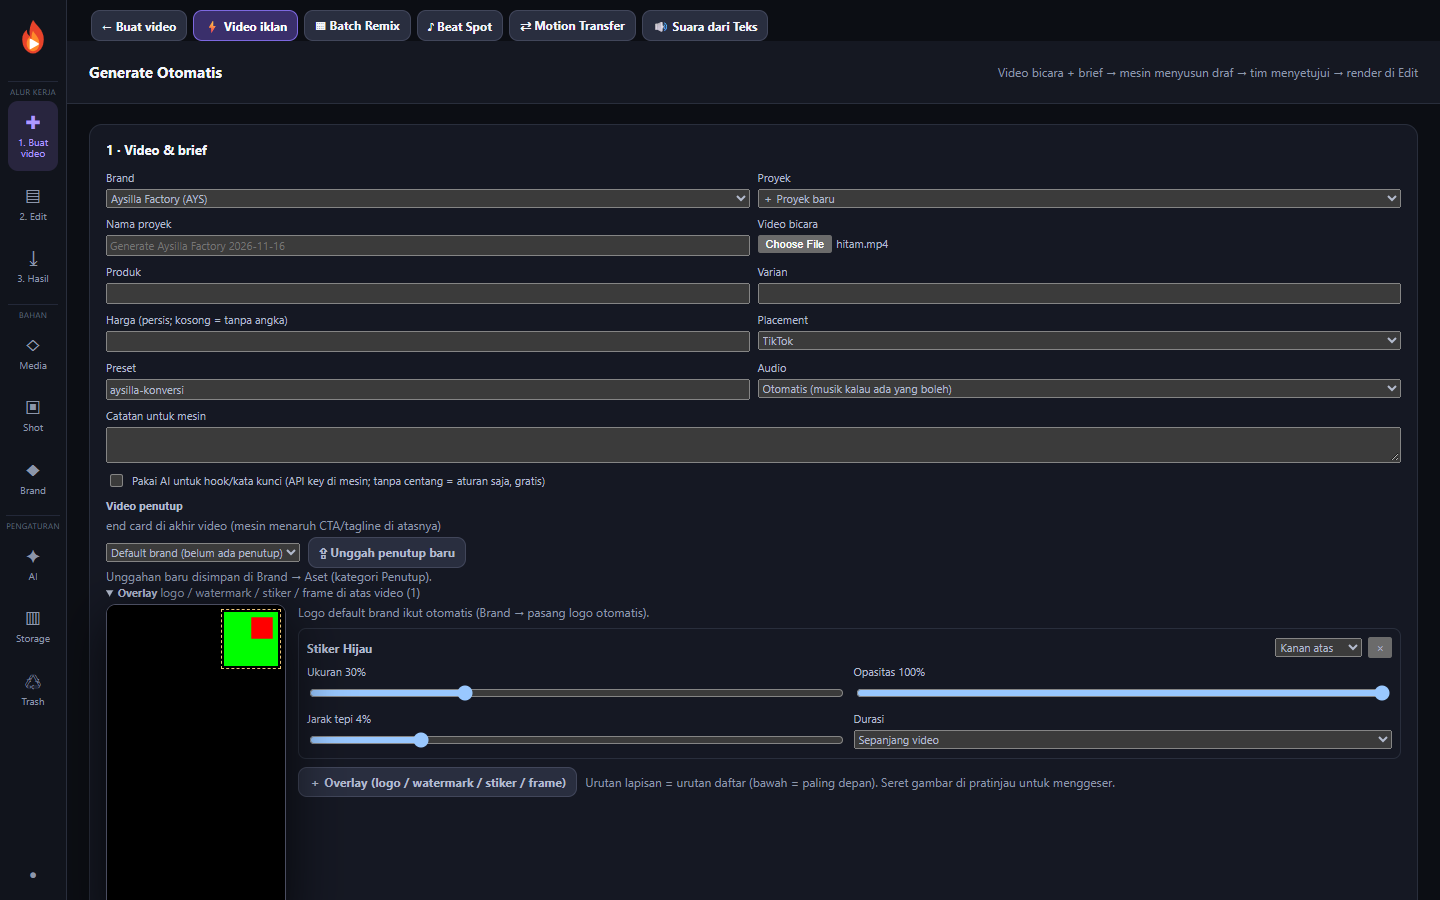 ← Buat video
⚡ Video iklan
▦ Batch Remix
♪ Beat Spot
⇄ Motion Transfer
🔊 Suara dari Teks
Generate Otomatis
Video bicara + brief → mesin menyusun draf → tim menyetujui → render di Edit
ALUR KERJA
1. Buat video
2. Edit
3. Hasil
BAHAN
Media
Shot
Brand
PENGATURAN
AI
Storage
Trash
1 · Video & brief
Brand
Proyek
Aysilla Factory (AYS)
+ Proyek baru
Nama proyek
Video bicara
Generate Aysilla Factory 2026-11-16
Choose File hitam.mp4
Produk
Varian
Harga (persis; kosong = tanpa angka)
Placement
TikTok
Preset
Audio
aysilla-konversi
Otomatis (musik kalau ada yang boleh)
Catatan untuk mesin
Pakai AI untuk hook/kata kunci (API key di mesin; tanpa centang = aturan saja, gratis)
Video penutup
end card di akhir video (mesin menaruh CTA/tagline di atasnya)
Default brand (belum ada penutup)
⇪ Unggah penutup baru
Unggahan baru disimpan di Brand → Aset (kategori Penutup).
▼ Overlay logo / watermark / stiker / frame di atas video (1)
Logo default brand ikut otomatis (Brand → pasang logo otomatis).
Stiker Hijau
Kanan atas
×
Ukuran 30%
Opasitas 100%
Jarak tepi 4%
Durasi
Sepanjang video
+ Overlay (logo / watermark / stiker / frame)
Urutan lapisan = urutan daftar (bawah = paling depan). Seret gambar di pratinjau untuk menggeser.